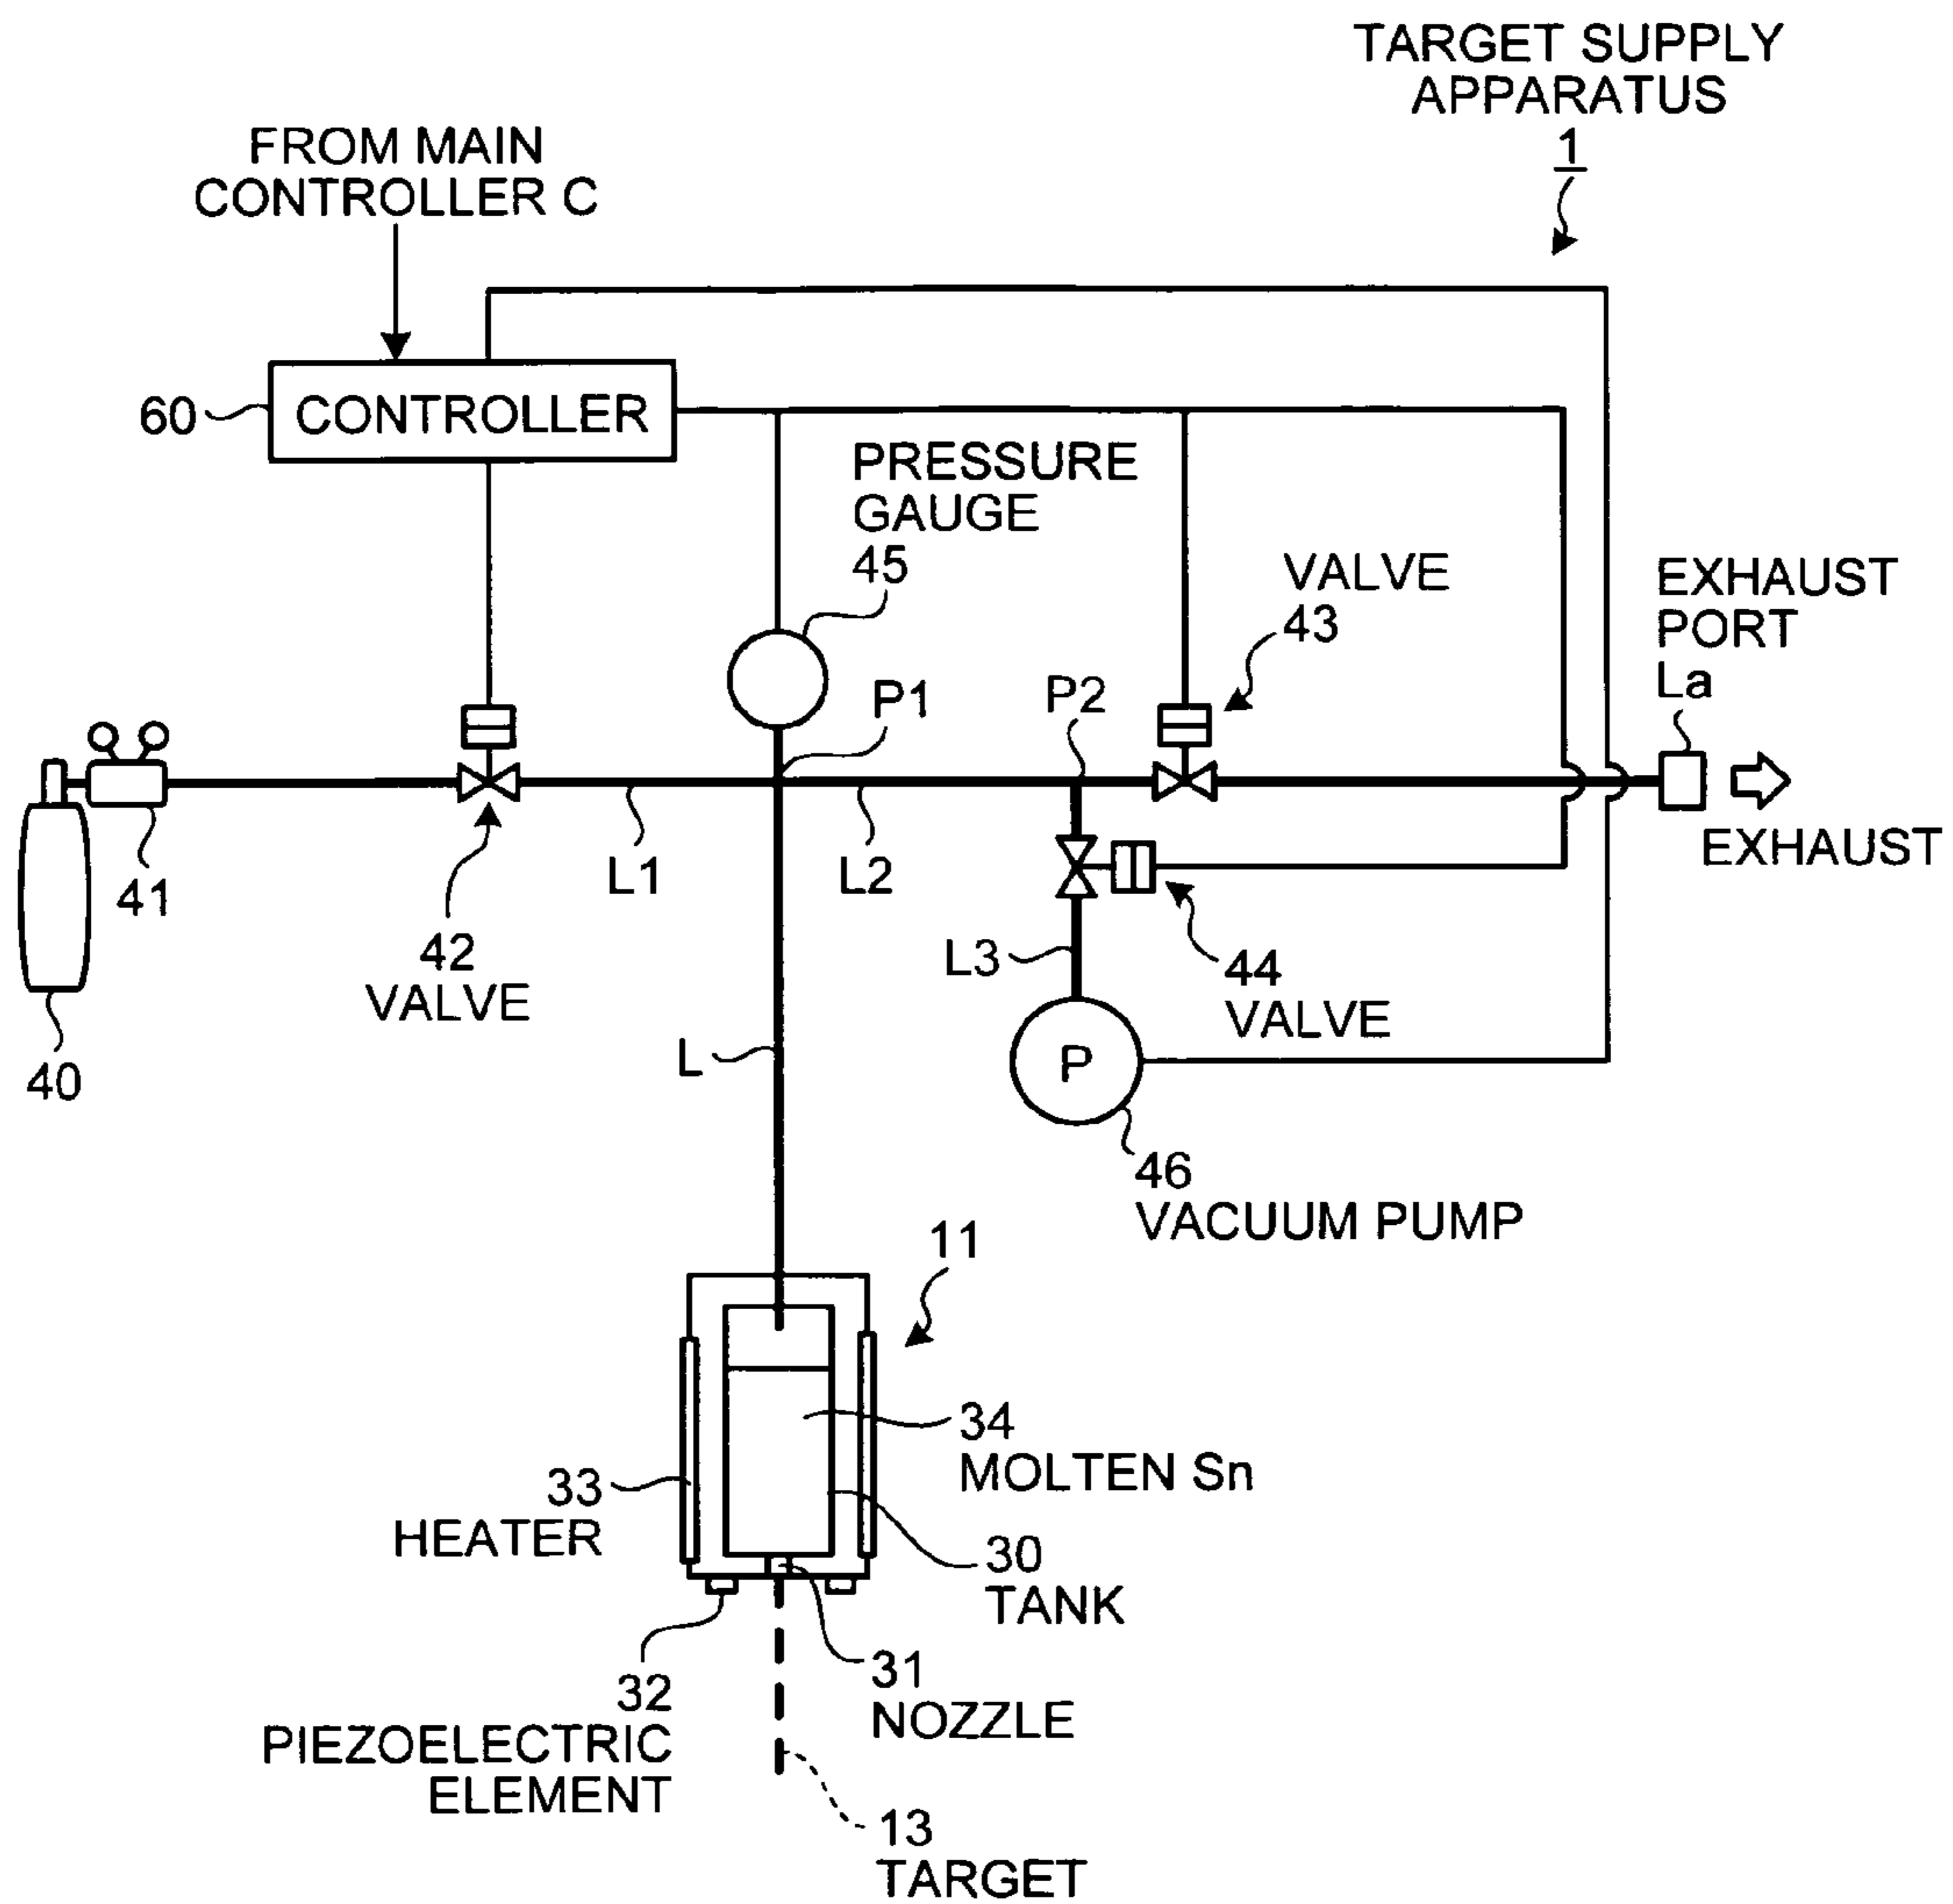 TARGET SUPPLY
APPARATUS
1
FROM MAIN
CONTROLLER C
60
CONTROLLER
PRESSURE
GAUGE
45
VALVE
43
EXHAUST
PORT
La
P1
P2
EXHAUST
41
L1
L2
42
VALVE
L3
44
VALVE
L
40
P
46
VACUUM PUMP
11
34
MOLTEN Sn
33
HEATER
30
TANK
31
NOZZLE
32
PIEZOELECTRIC
ELEMENT
13
TARGET